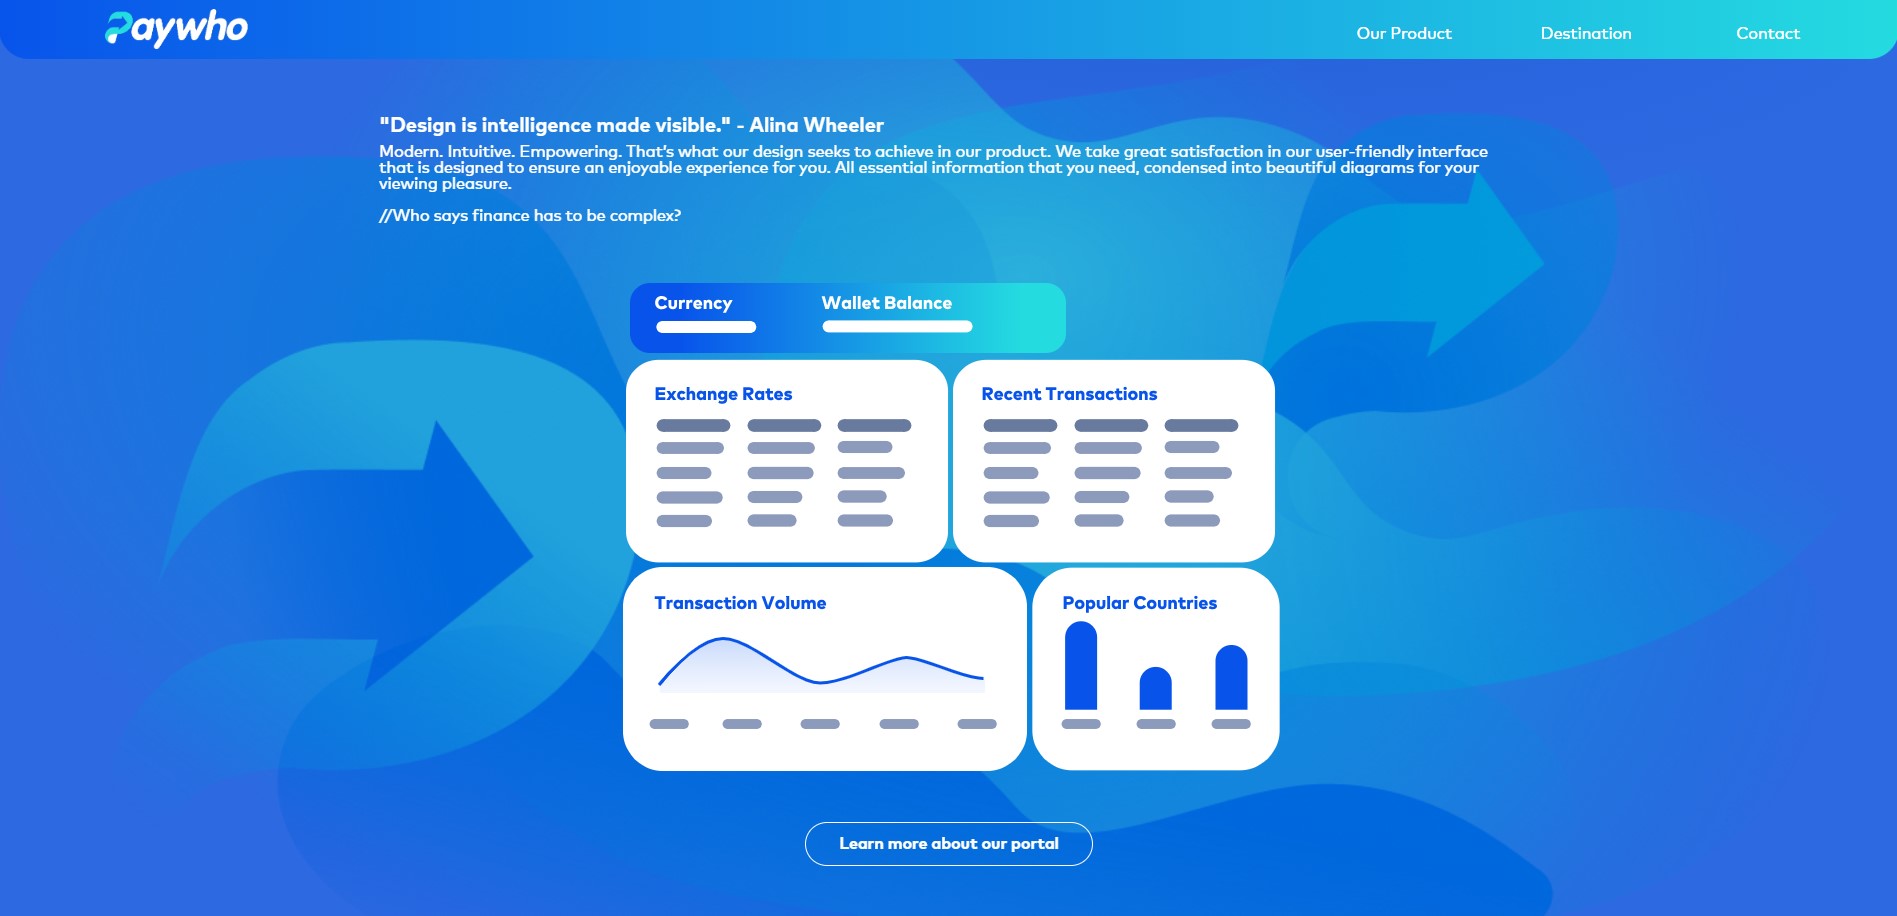 Paywho
Our Product
Destination
Contact
"Design is intelligence made visible." - Alina Wheeler
Modern. Intuitive. Empowering. That's what our design seeks to achieve in our product. We take great satisfaction in our user-friendly interface
that is designed to ensure an enjoyable experience for you. All essential information that you need, condensed into beautiful diagrams for your
viewing pleasure.
//Who says finance has to be complex?
Currency
Wallet Balance
Exchange Rates
Recent Transactions
Transaction Volume
Popular Countries
Learn more about our portal